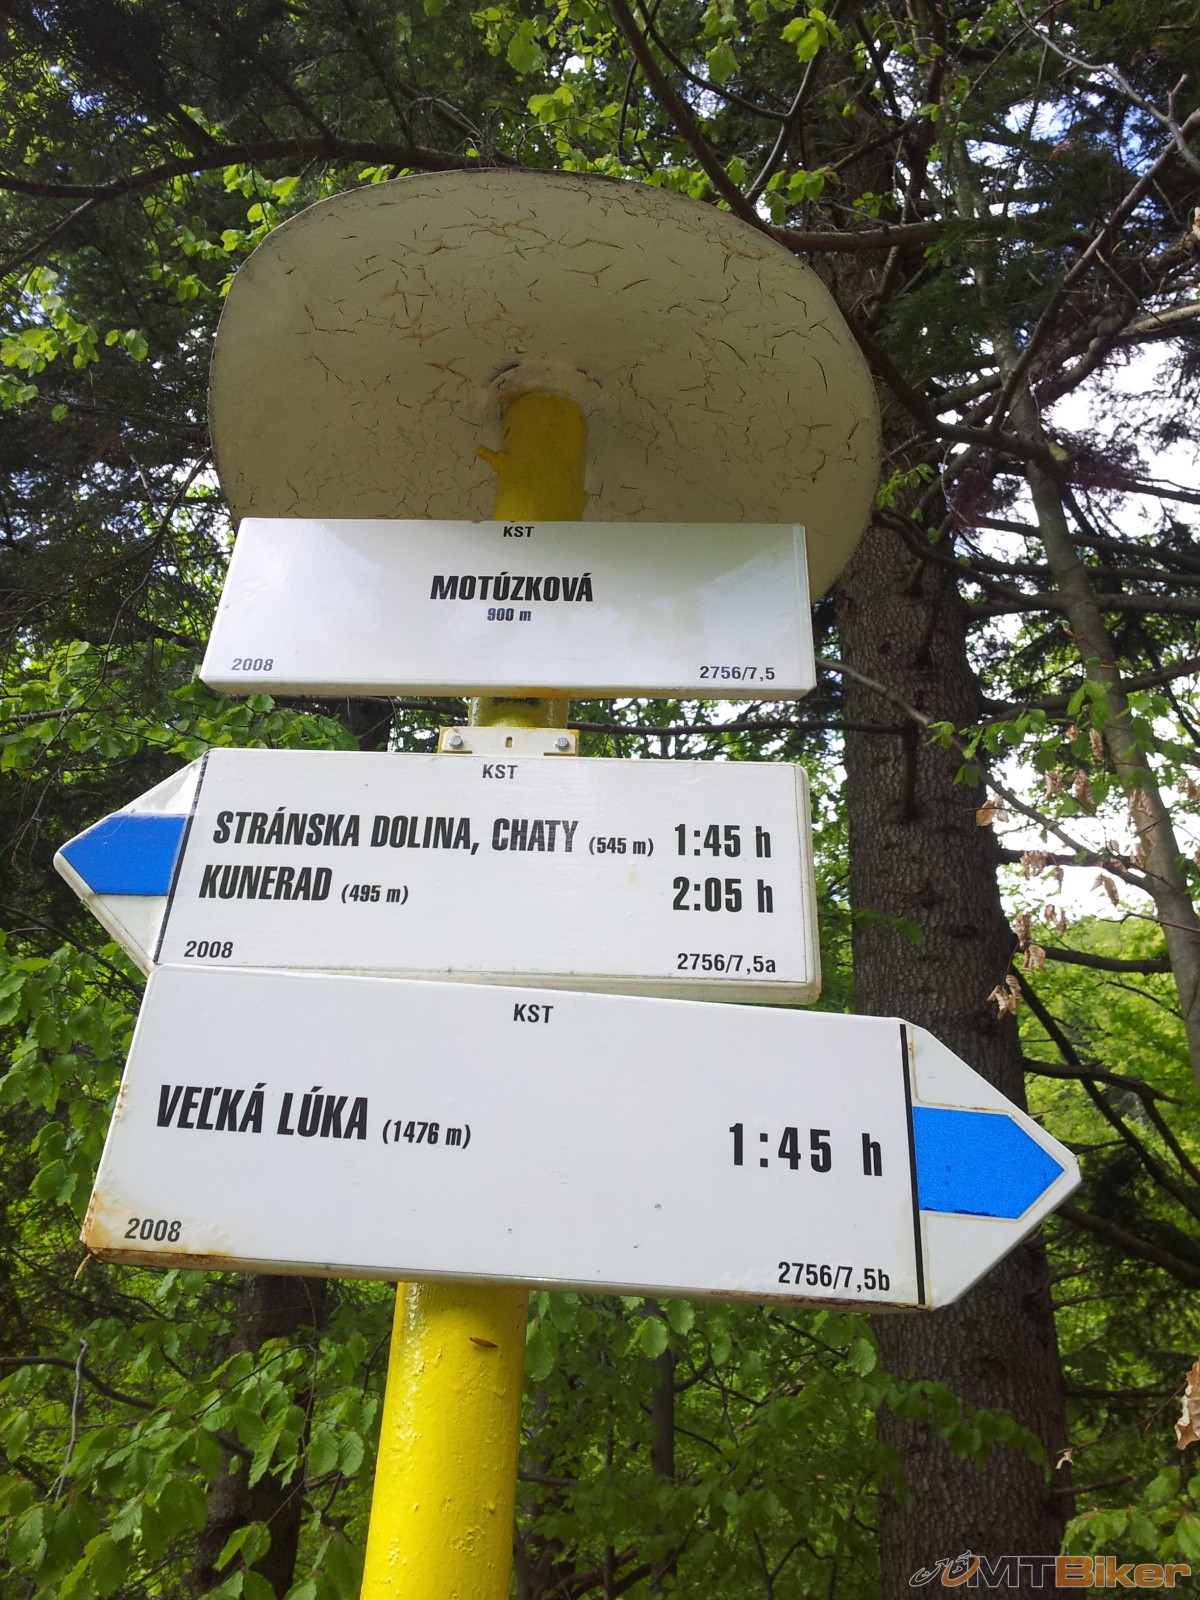 KST
MOTÚZKOVÁ
900 m
2008 2756/7,5
KST
STRÁNSKA DOLINA, CHATY (545 m) 1:45 h
KUNERAD (495 m) 2:05 h
2008 2756/7,5a
KST
VEĽKÁ LÚKA (1476 m) 1:45 h
2008 2756/7,5b
MTBiker